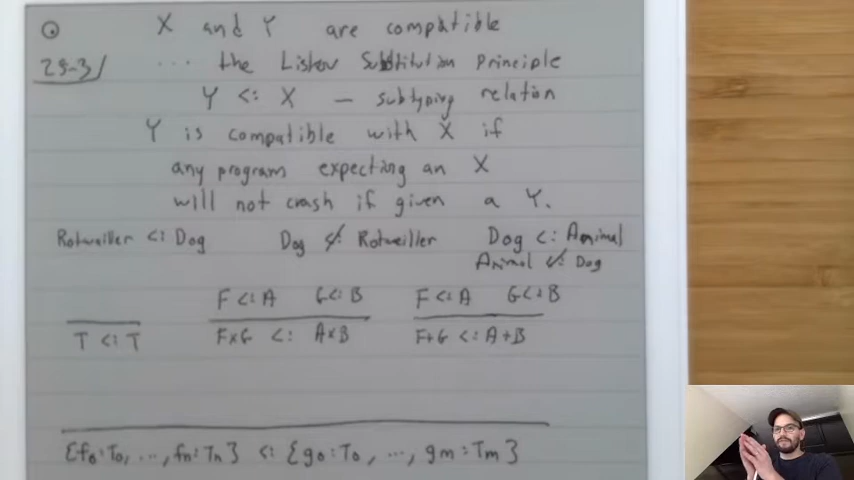 X and Y are compatible
25-3/ ... the Liskov Substitution Principle
Y <: X — subtyping relation
Y is compatible with X if
any program expecting an X
will not crash if given a Y.
Rotweiller <: Dog Dog ≮: Rotweiller Dog <: Animal
Animal ≮: Dog
F <: A G <: B F <: A G <: B
T <: T F×G <: A×B F+G <: A+B
{f₀:T₀, ..., fn:Tn} <: {g₀:T₀, ..., gm:Tm}